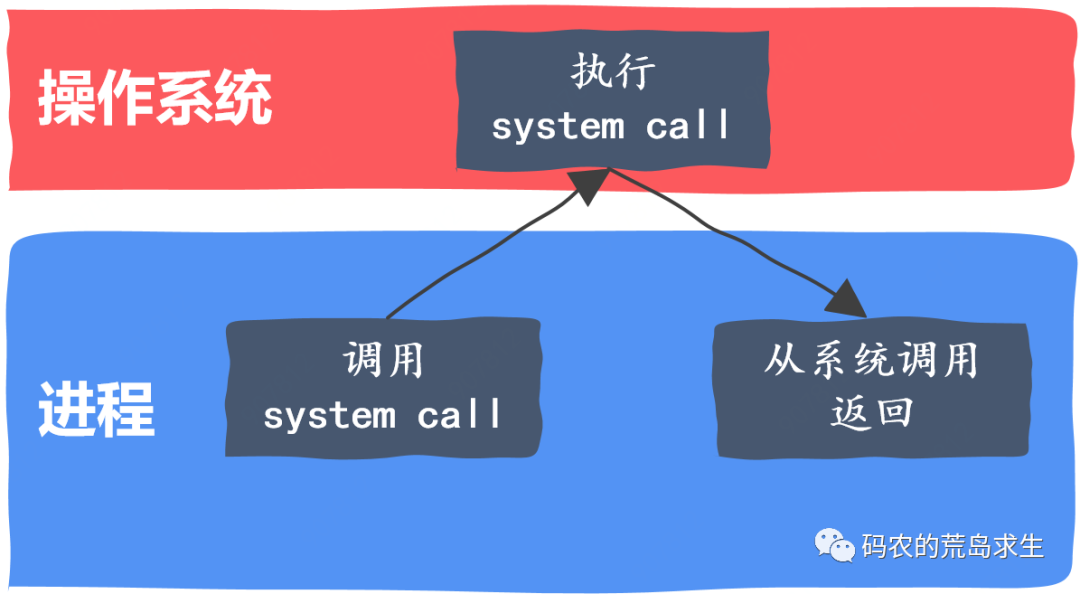 操作系统
执行
system call
进程
调用
system call
从系统调用
返回
码农的荒岛求生